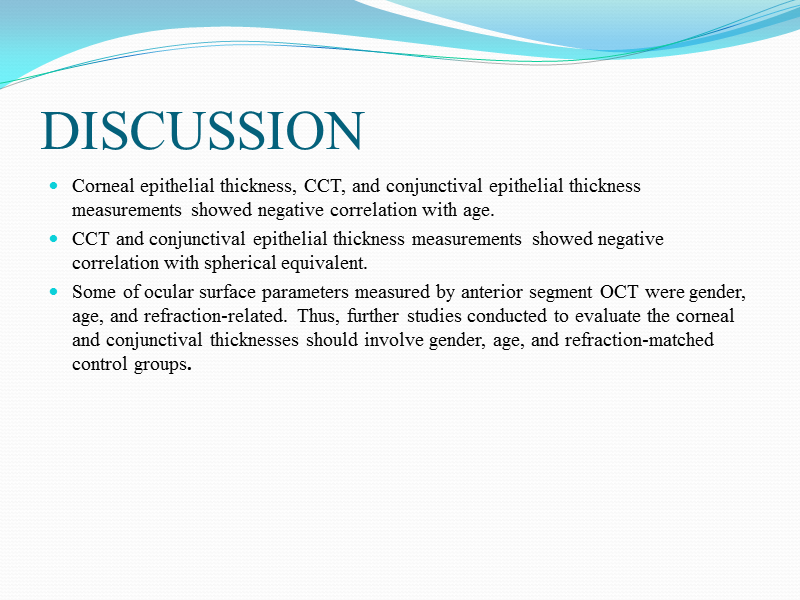 DISCUSSION
Corneal epithelial thickness, CCT, and conjunctival epithelial thickness
measurements showed negative correlation with age.
CCT and conjunctival epithelial thickness measurements showed negative
correlation with spherical equivalent.
Some of ocular surface parameters measured by anterior segment OCT were gender,
age, and refraction-related. Thus, further studies conducted to evaluate the corneal
and conjunctival thicknesses should involve gender, age, and refraction-matched
control groups.